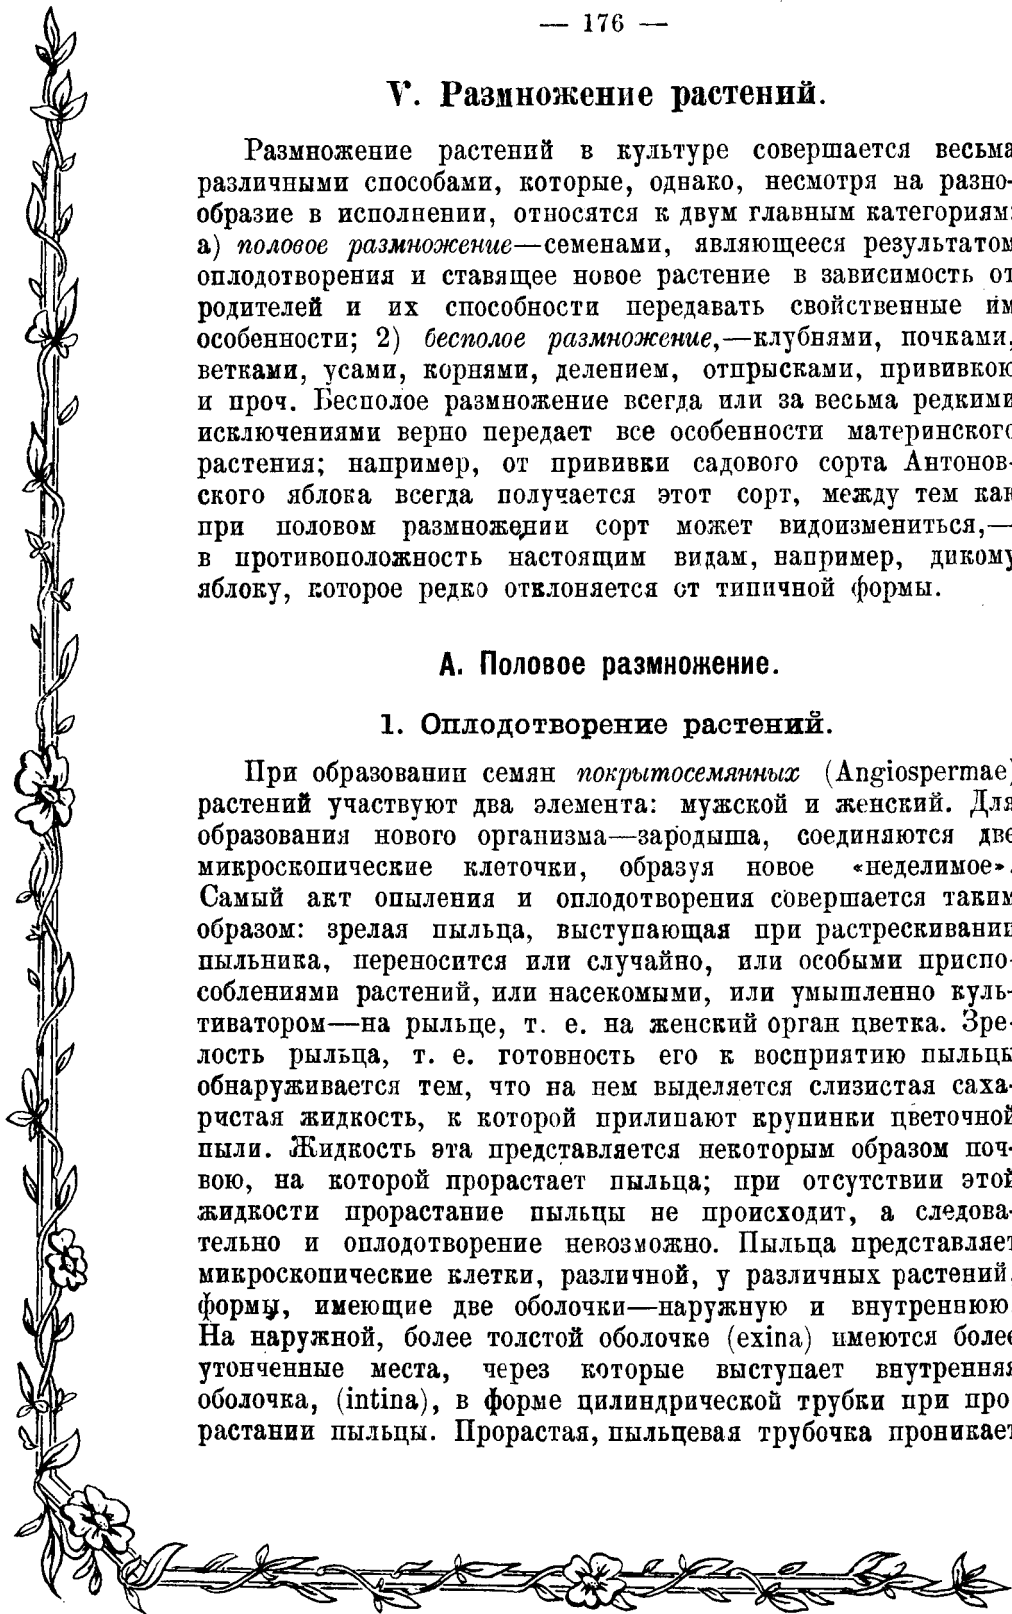 — 176 —
V. Размножение растений.
Размножение растений в культуре совершается весьма
различными способами, которые, однако, несмотря на разно-
образие в исполнении, относятся к двум главным категориям:
а) половое размножение—семенами, являющееся результатом
оплодотворения и ставящее новое растение в зависимость от
родителей и их способности передавать свойственные им
особенности; 2) бесполое размножение,—клубнями, почками,
ветками, усами, корнями, делением, отпрысками, прививкою
и проч. Бесполое размножение всегда или за весьма редкими
исключениями верно передает все особенности материнского
растения; например, от прививки садового сорта Антонов-
ского яблока всегда получается этот сорт, между тем как
при половом размножении сорт может видоизмениться,—
в противоположность настоящим видам, например, дикому
яблоку, которое редко отклоняется от типичной формы.
А. Половое размножение.
1. Оплодотворение растений.
При образовании семян покрытосемянных (Angiospermae)
растений участвуют два элемента: мужской и женский. Для
образования нового организма—зародыша, соединяются две
микроскопические клеточки, образуя новое «неделимое».
Самый акт опыления и оплодотворения совершается таким
образом: зрелая пыльца, выступающая при растрескивании
пыльника, переносится или случайно, или особыми приспо-
соблениями растений, или насекомыми, или умышленно куль-
тиватором—на рыльце, т. е. на женский орган цветка. Зре-
лость рыльца, т. е. готовность его к восприятию пыльцы
обнаруживается тем, что на нем выделяется слизистая саха-
ристая жидкость, к которой прилипают крупинки цветочной
пыли. Жидкость эта представляется некоторым образом поч-
вою, на которой прорастает пыльца; при отсутствии этой
жидкости прорастание пыльцы не происходит, а следова-
тельно и оплодотворение невозможно. Пыльца представляет
микроскопические клетки, различной, у различных растений,
формы, имеющие две оболочки—наружную и внутреннюю.
На наружной, более толстой оболочке (exina) имеются более
утонченные места, через которые выступает внутренняя
оболочка, (intina), в форме цилиндрической трубки при про
растании пыльцы. Прорастая, пыльцевая трубочка проникает